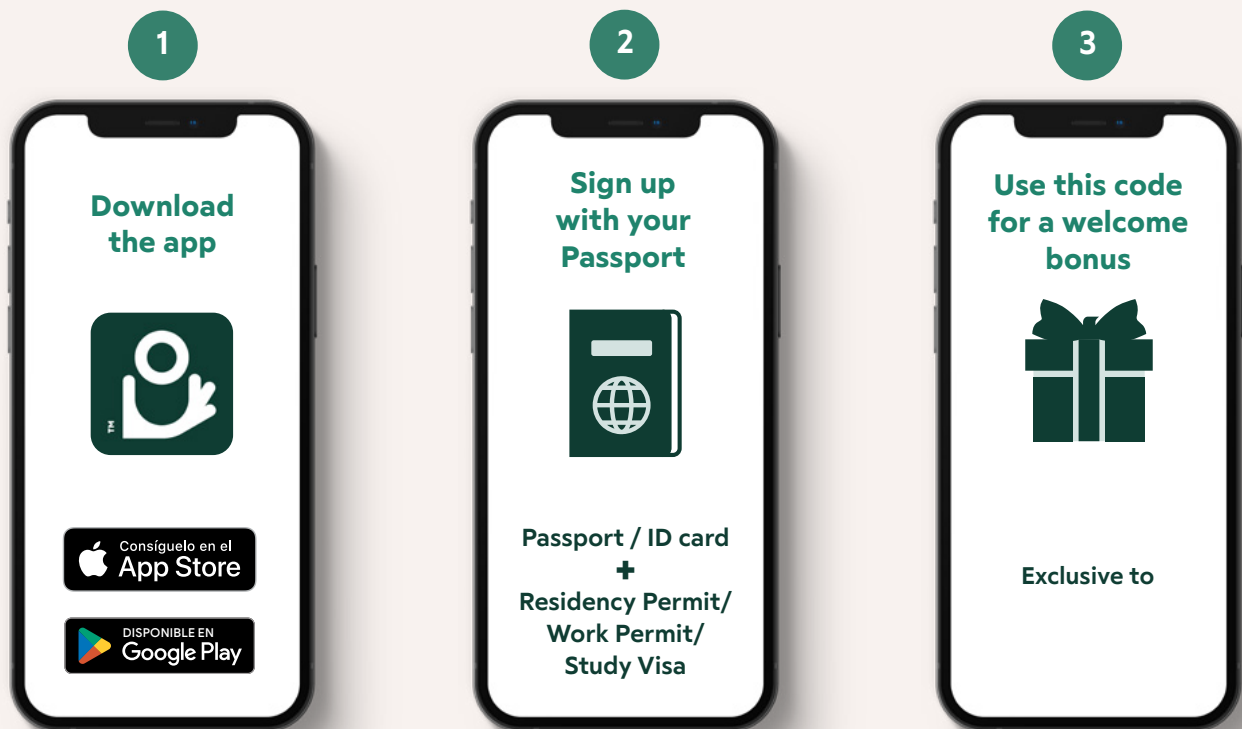 1
Download
the app
TM
Consíguelo en el
App Store
DISPONIBLE EN
Google Play
2
Sign up
with your
Passport
Passport / ID card
+
Residency Permit/
Work Permit/
Study Visa
3
Use this code
for a welcome
bonus
Exclusive to